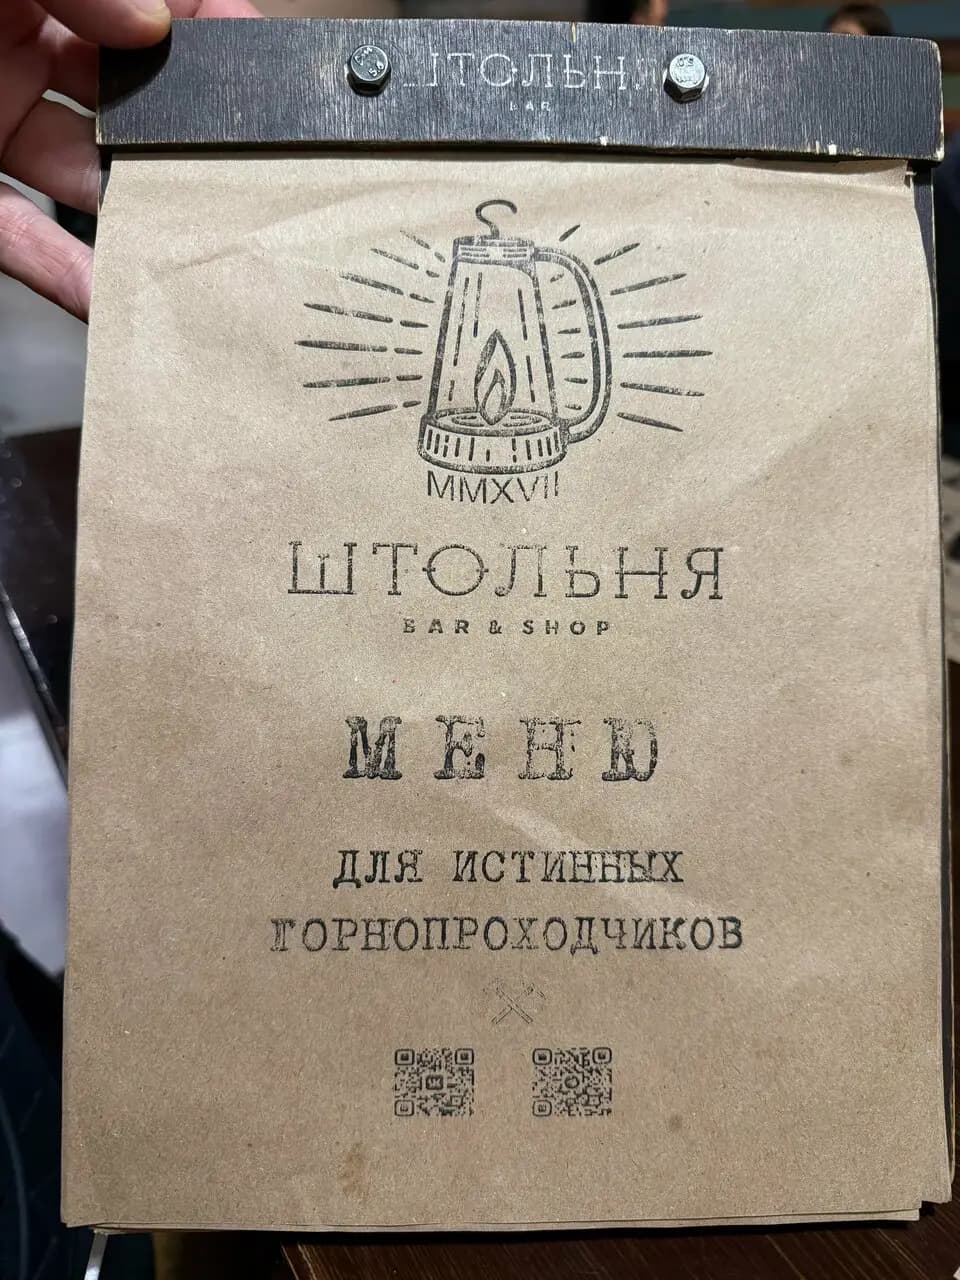 ШТОЛЬНЯ
BAR
MMXVII
ШТОЛЬНЯ
BAR & SHOP
МЕНЮ
ДЛЯ ИСТИННЫХ
ГОРНОПРОХОДЧИКОВ